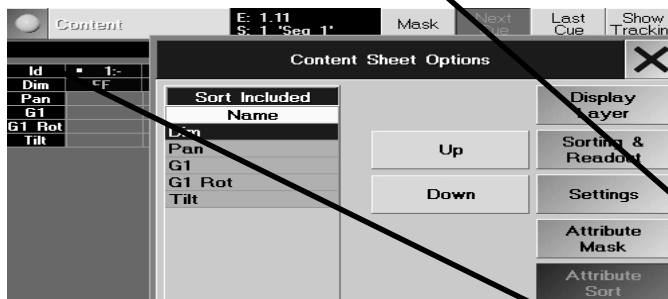 Content
E: 1.11
S: 1 'Seq 1'
Mask
Next Cue
Last Cue
Show Tracking
Content Sheet Options
Id ▪ 1:-
Dim FF
Pan
G1
G1 Rot
Tilt
Sort Included
Name
Dim
Pan
G1
G1 Rot
Tilt
Up
Down
Display
Layer
Sorting &
Readout
Settings
Attribute
Mask
Attribute
Sort